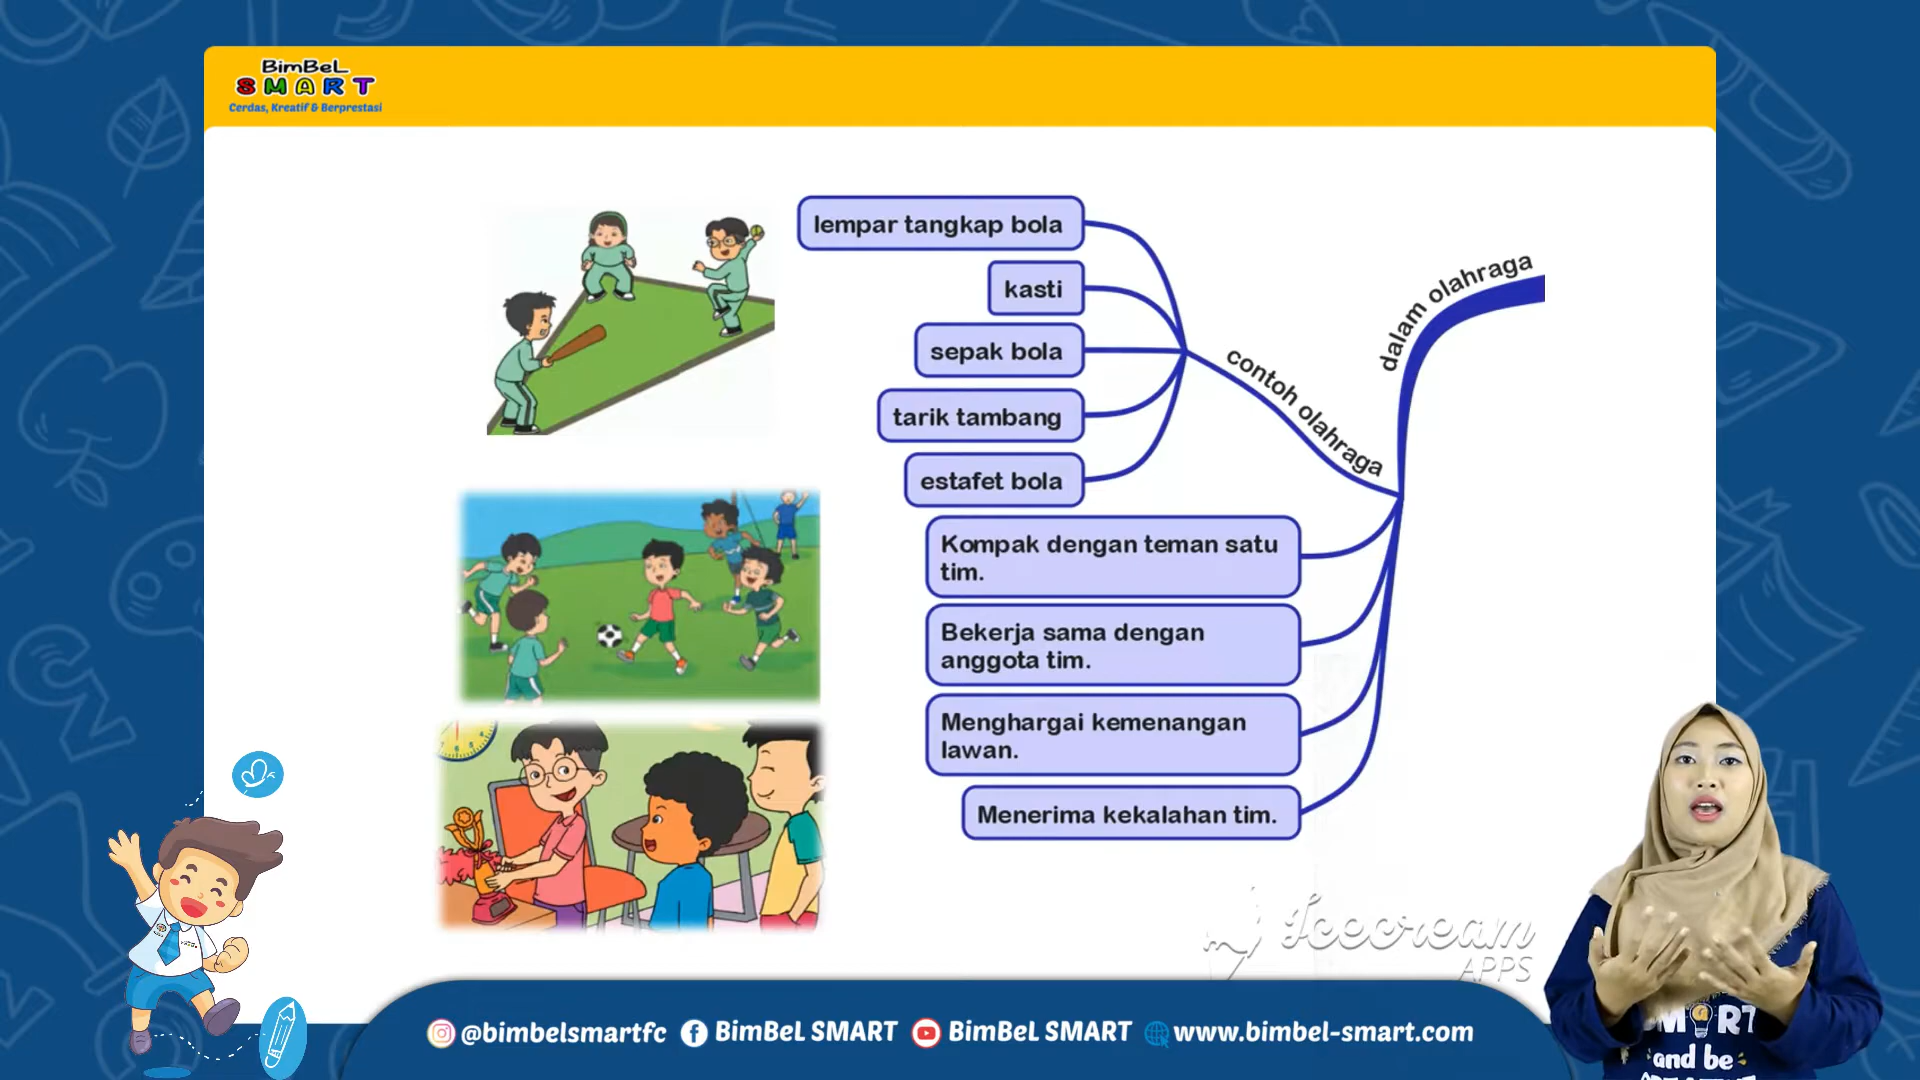 BimBeL
SMART
Cerdas, Kreatif & Berprestasi
lempar tangkap bola
kasti
sepak bola
tarik tambang
estafet bola
contoh olahraga
dalam olahraga
Kompak dengan teman satu
tim.
Bekerja sama dengan
anggota tim.
Menghargai kemenangan
lawan.
Menerima kekalahan tim.
Icecream
APPS
@bimbelsmartfc
BimBeL SMART
BimBeL SMART
www.bimbel-smart.com
and be